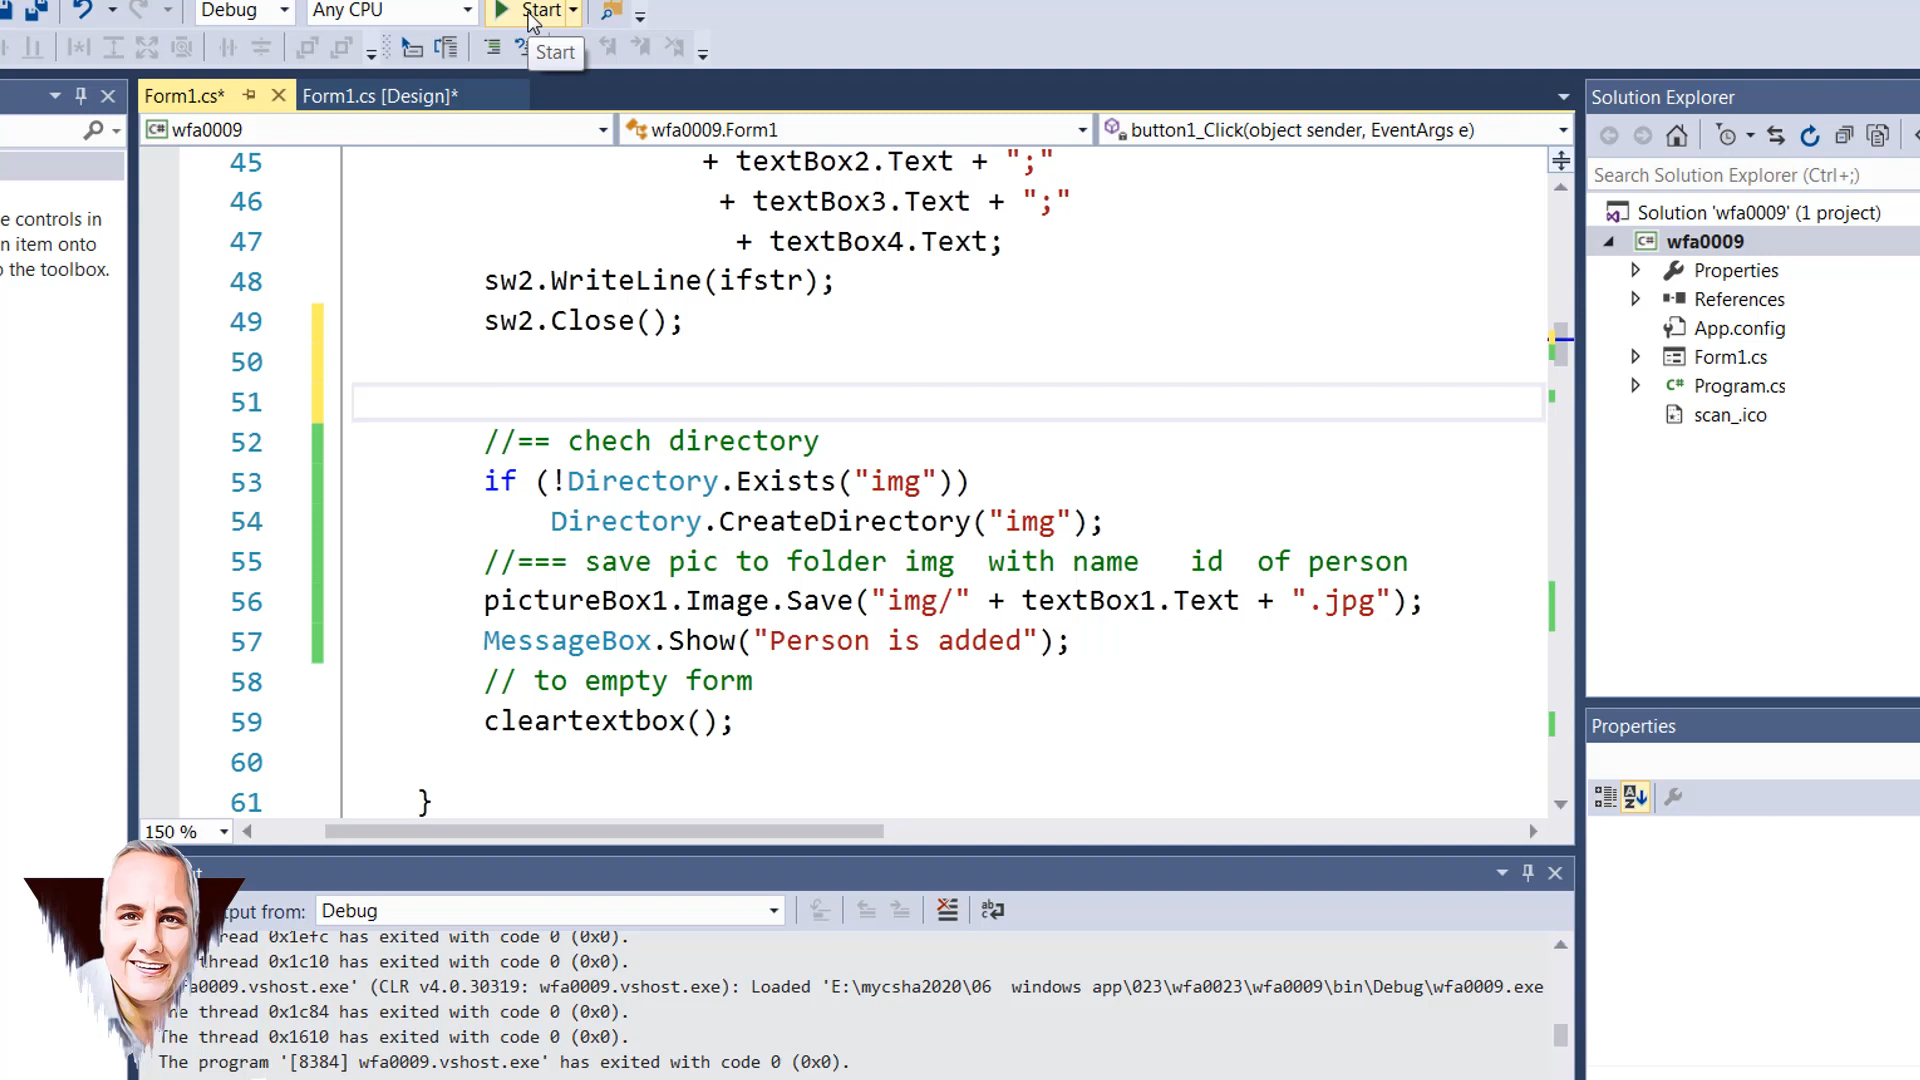 Debug Any CPU Start
Start
Form1.cs* Form1.cs [Design]* Solution Explorer
wfa0009 wfa0009.Form1 button1_Click(object sender, EventArgs e)
Search Solution Explorer (Ctrl+;)
Solution 'wfa0009' (1 project)
wfa0009
Properties
References
App.config
Form1.cs
Program.cs
scan_.ico
e controls in
n item onto
o the toolbox.
45 + textBox2.Text + ";"
46 + textBox3.Text + ";"
47 + textBox4.Text;
48 sw2.WriteLine(ifstr);
49 sw2.Close();
50
51
52 //== chech directory
53 if (!Directory.Exists("img"))
54 Directory.CreateDirectory("img");
55 //=== save pic to folder img with name id of person
56 pictureBox1.Image.Save("img/" + textBox1.Text + ".jpg");
57 MessageBox.Show("Person is added");
58 // to empty form
59 cleartextbox();
60
61 }
150 %
Properties
t
tput from: Debug
thread 0x1efc has exited with code 0 (0x0).
thread 0x1c10 has exited with code 0 (0x0).
fa0009.vshost.exe' (CLR v4.0.30319: wfa0009.vshost.exe): Loaded 'E:\mycsha2020\06 windows app\023\wfa0023\wfa0009\bin\Debug\wfa0009.exe
he thread 0x1c84 has exited with code 0 (0x0).
The thread 0x1610 has exited with code 0 (0x0).
The program '[8384] wfa0009.vshost.exe' has exited with code 0 (0x0).